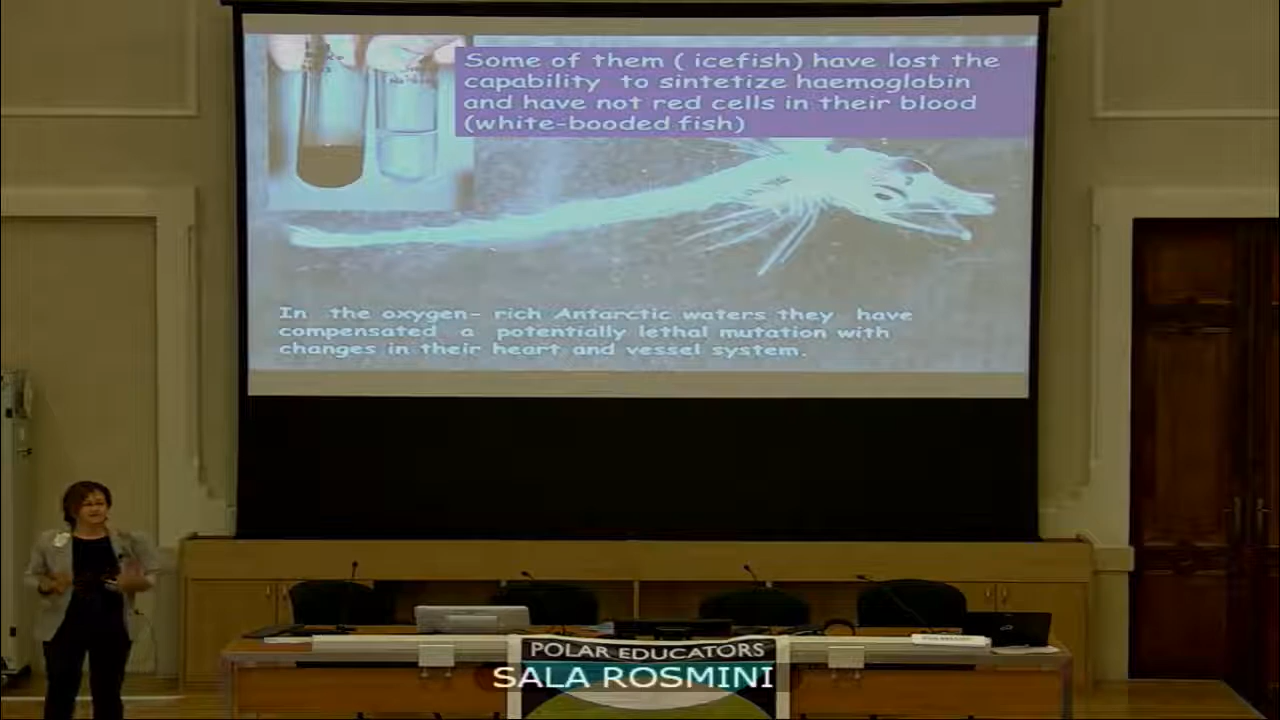 Some of them ( icefish) have lost the
capability to sintetize haemoglobin
and have not red cells in their blood
(white-booded fish)
In the oxygen- rich Antarctic waters they have
compensated a potentially lethal mutation with
changes in their heart and vessel system.
POLAR EDUCATORS
SALA ROSMINI